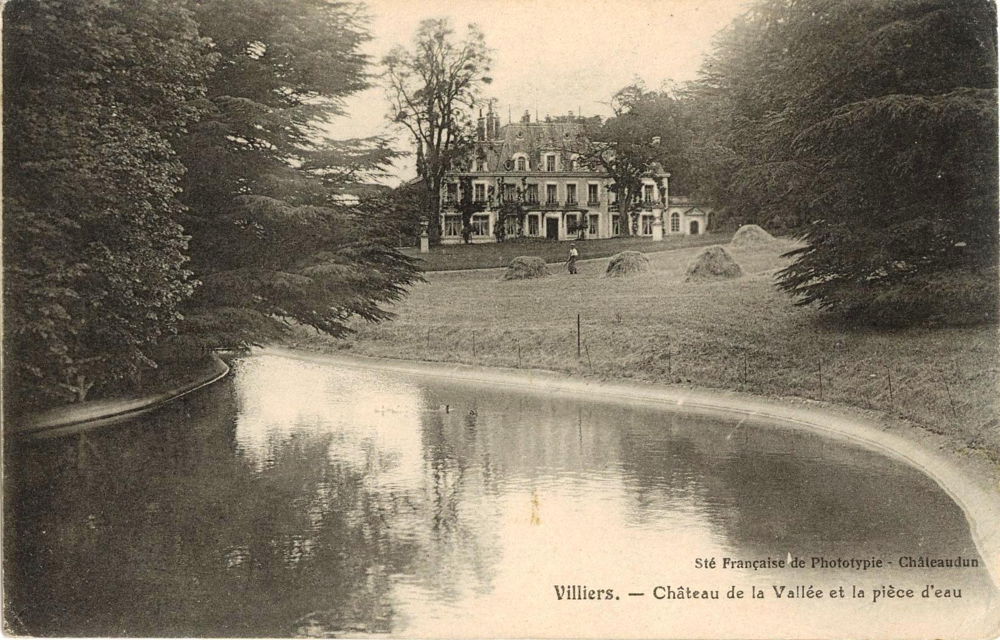 Sté Française de Phototypie - Châteaudun
Villiers. — Château de la Vallée et la pièce d'eau